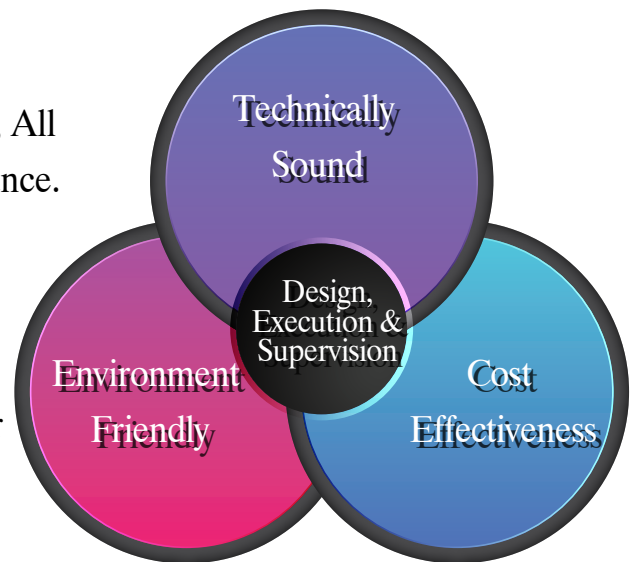 All
nce.
Technically
Sound
Design,
Execution &
Supervision
Environment
Friendly
Cost
Effectiveness